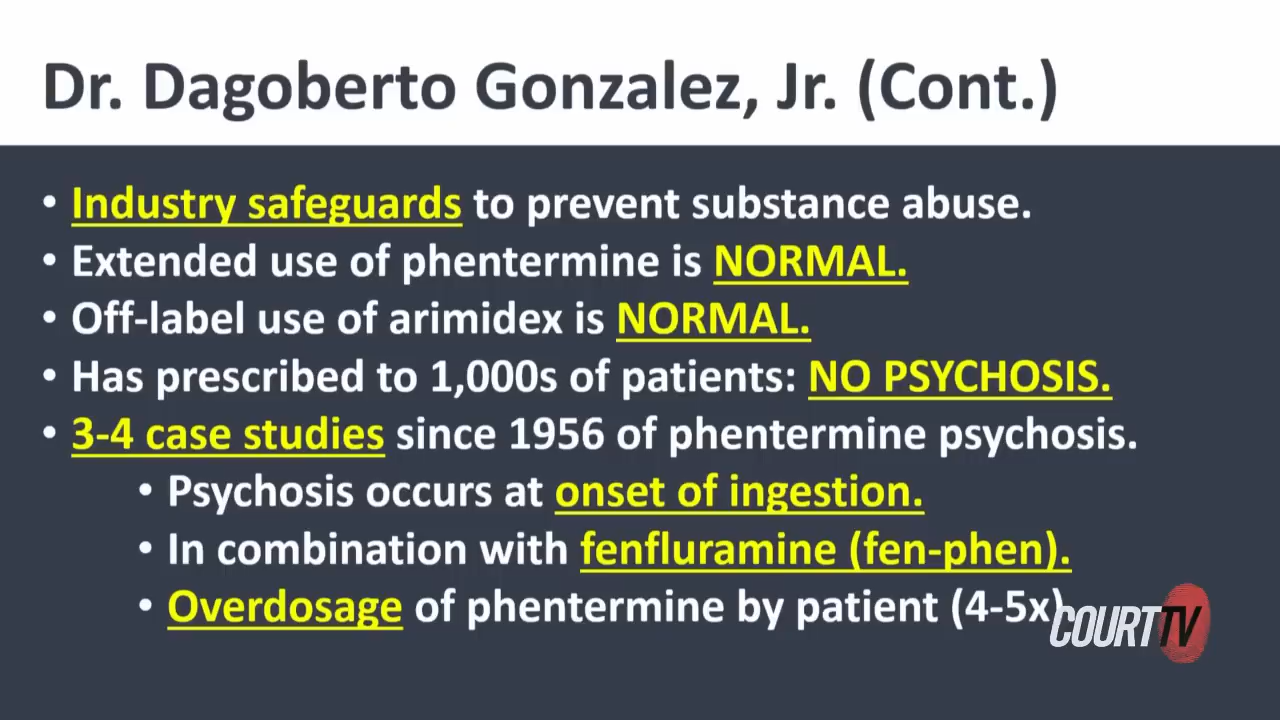 Dr. Dagoberto Gonzalez, Jr. (Cont.)
• Industry safeguards to prevent substance abuse.
• Extended use of phentermine is NORMAL.
• Off-label use of arimidex is NORMAL.
• Has prescribed to 1,000s of patients: NO PSYCHOSIS.
• 3-4 case studies since 1956 of phentermine psychosis.
• Psychosis occurs at onset of ingestion.
• In combination with fenfluramine (fen-phen).
• Overdosage of phentermine by patient (4-5x)
COURT TV